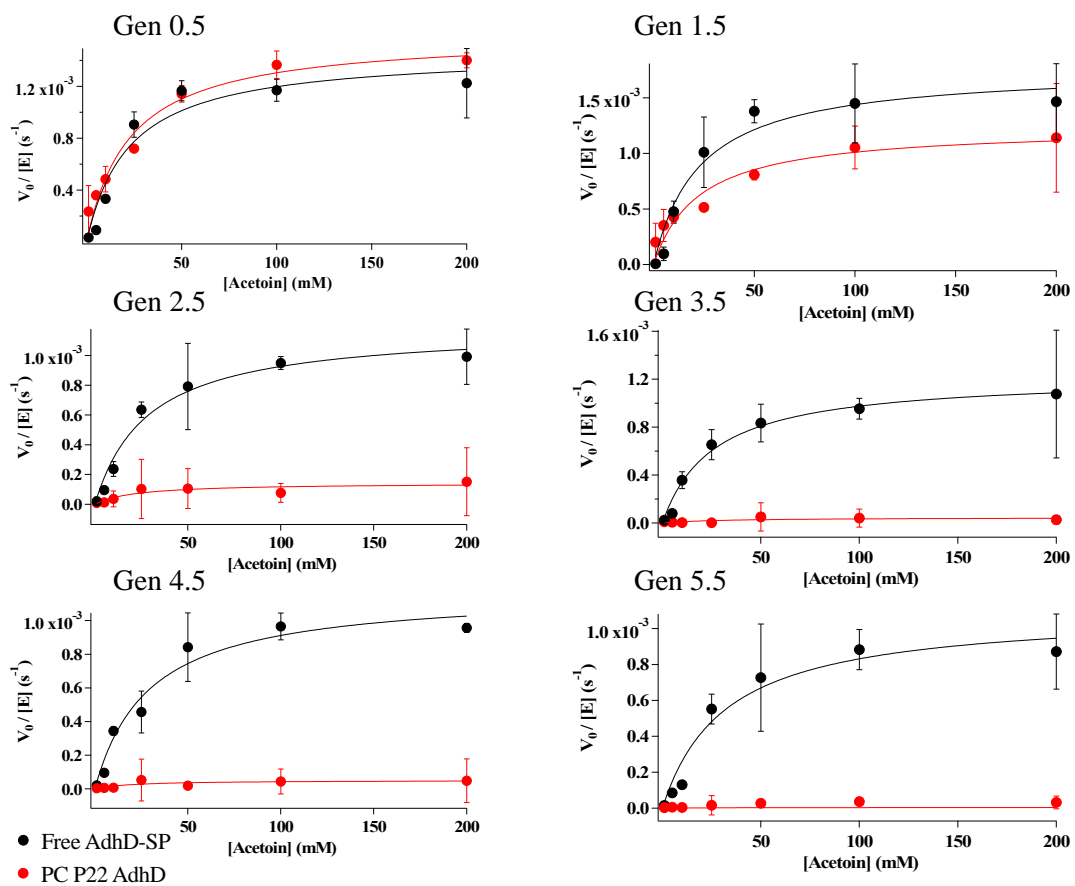 Gen 0.5
1.2 x10⁻³
0.8
0.4
V₀ / [E] (s⁻¹)
50 100 150 200
[Acetoin] (mM)
Gen 1.5
1.5 x10⁻³
1.0
0.5
0.0
V₀ / [E] (s⁻¹)
50 100 150 200
[Acetoin] (mM)
Gen 2.5
1.0 x10⁻³
0.8
0.6
0.4
0.2
0.0
V₀ / [E] (s⁻¹)
50 100 150 200
[Acetoin] (mM)
Gen 3.5
1.6 x10⁻³
1.2
0.8
0.4
0.0
V₀ / [E] (s⁻¹)
50 100 150 200
[Acetoin] (mM)
Gen 4.5
1.0 x10⁻³
0.8
0.6
0.4
0.2
0.0
V₀ / [E] (s⁻¹)
50 100 150 200
[Acetoin] (mM)
Gen 5.5
1.0 x10⁻³
0.8
0.6
0.4
0.2
0.0
V₀ / [E] (s⁻¹)
50 100 150 200
[Acetoin] (mM)
Free AdhD-SP
PC P22 AdhD